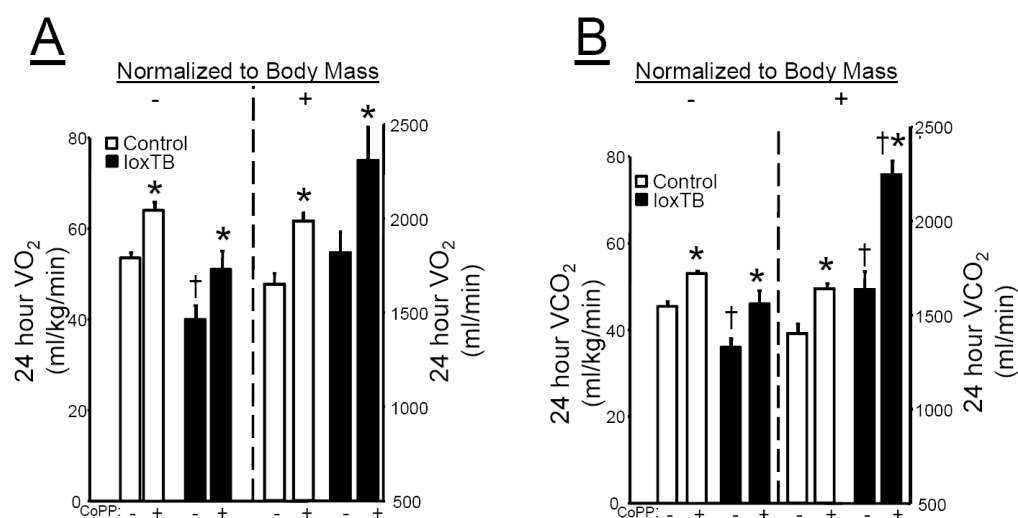 A
Normalized to Body Mass
- +
Control
loxTB
24 hour VO2
(ml/kg/min)
80
60
40
20
0
* † * * *
24 hour VO2
(ml/min)
2500
2000
1500
1000
500
CoPP: - + - + - + - +
B
Normalized to Body Mass
- +
Control
loxTB
24 hour VCO2
(ml/kg/min)
80
60
40
20
0
* † * * † †*
24 hour VCO2
(ml/min)
2500
2000
1500
1000
500
CoPP: - + - + - + - +